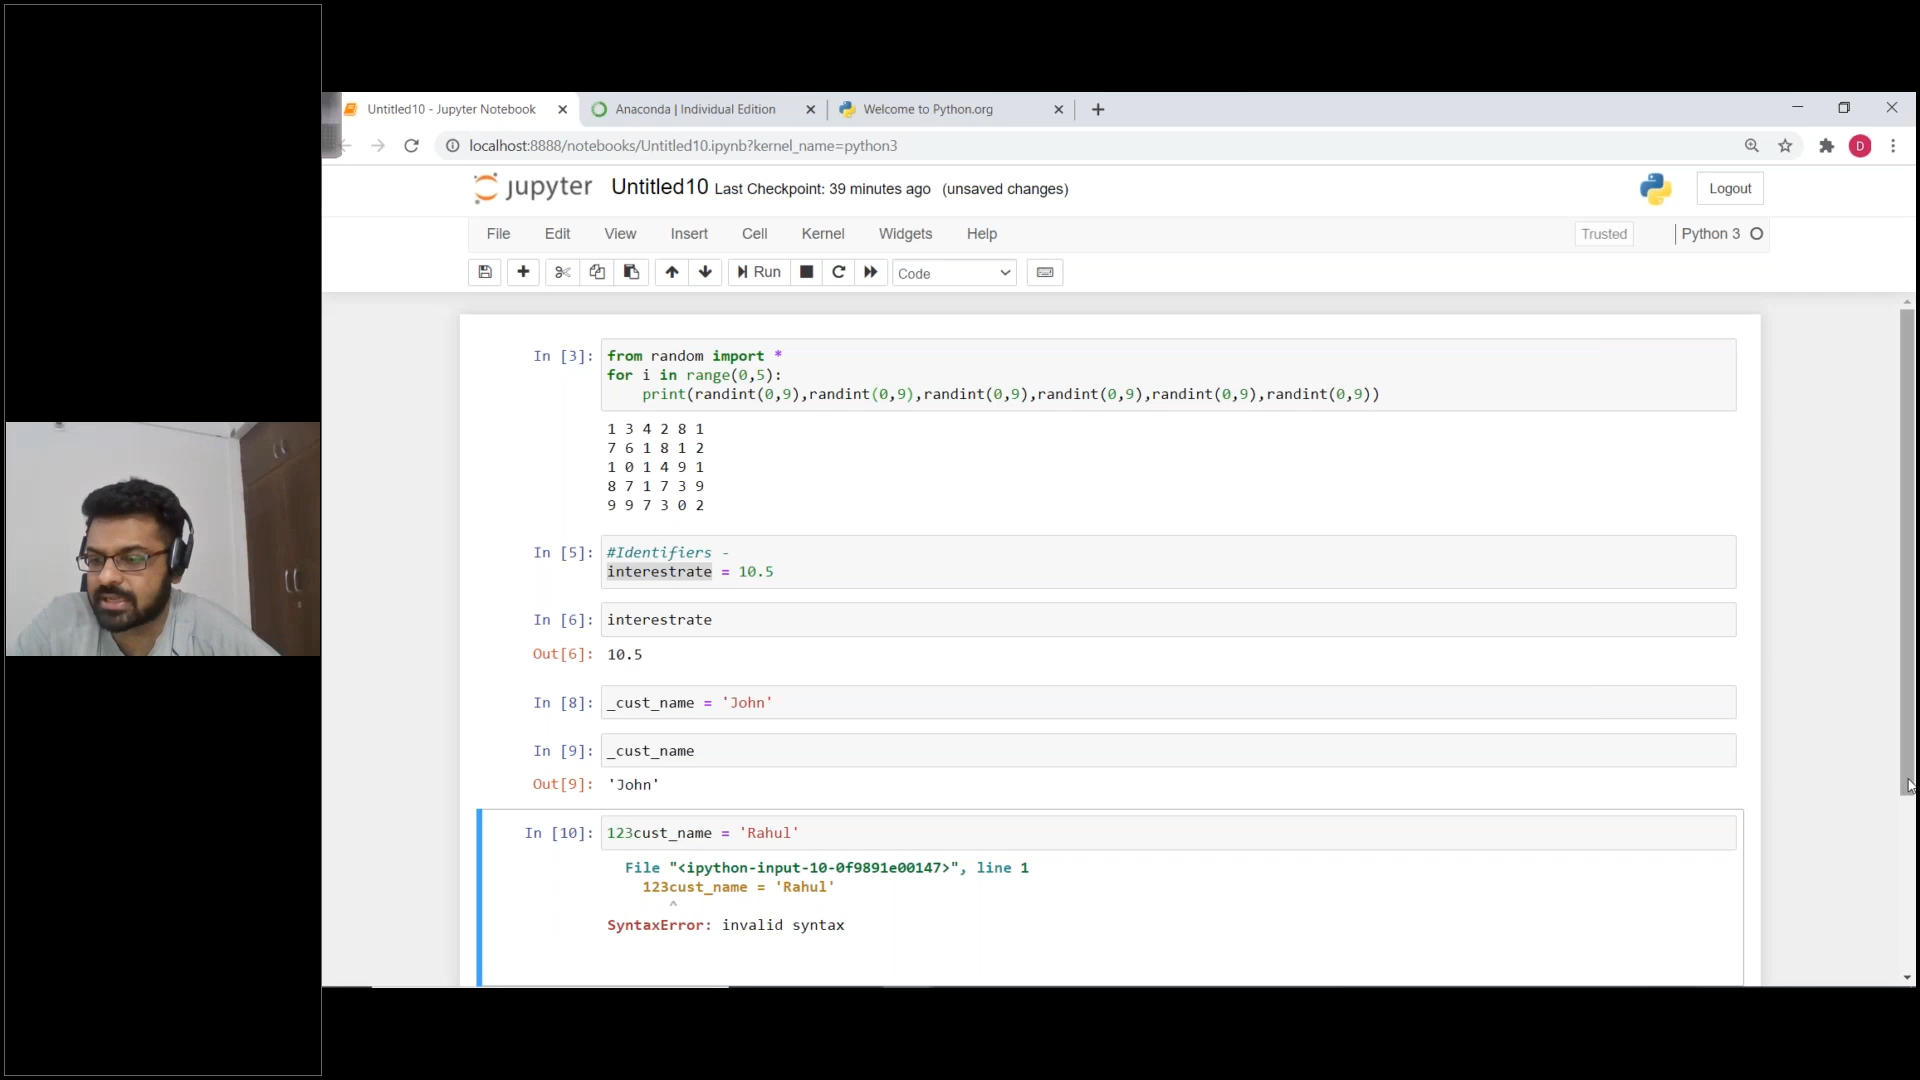 Untitled10 - Jupyter Notebook
Anaconda | Individual Edition
Welcome to Python.org
localhost:8888/notebooks/Untitled10.ipynb?kernel_name=python3
D
jupyter Untitled10 Last Checkpoint: 39 minutes ago (unsaved changes)
Logout
File Edit View Insert Cell Kernel Widgets Help
Trusted
Python 3
Run
Code
In [3]: from random import *
for i in range(0,5):
    print(randint(0,9),randint(0,9),randint(0,9),randint(0,9),randint(0,9),randint(0,9))
1 3 4 2 8 1
7 6 1 8 1 2
1 0 1 4 9 1
8 7 1 7 3 9
9 9 7 3 0 2
In [5]: #Identifiers -
interestrate = 10.5
In [6]: interestrate
Out[6]: 10.5
In [8]: _cust_name = 'John'
In [9]: _cust_name
Out[9]: 'John'
In [10]: 123cust_name = 'Rahul'
File "<ipython-input-10-0f9891e00147>", line 1
123cust_name = 'Rahul'
^
SyntaxError: invalid syntax